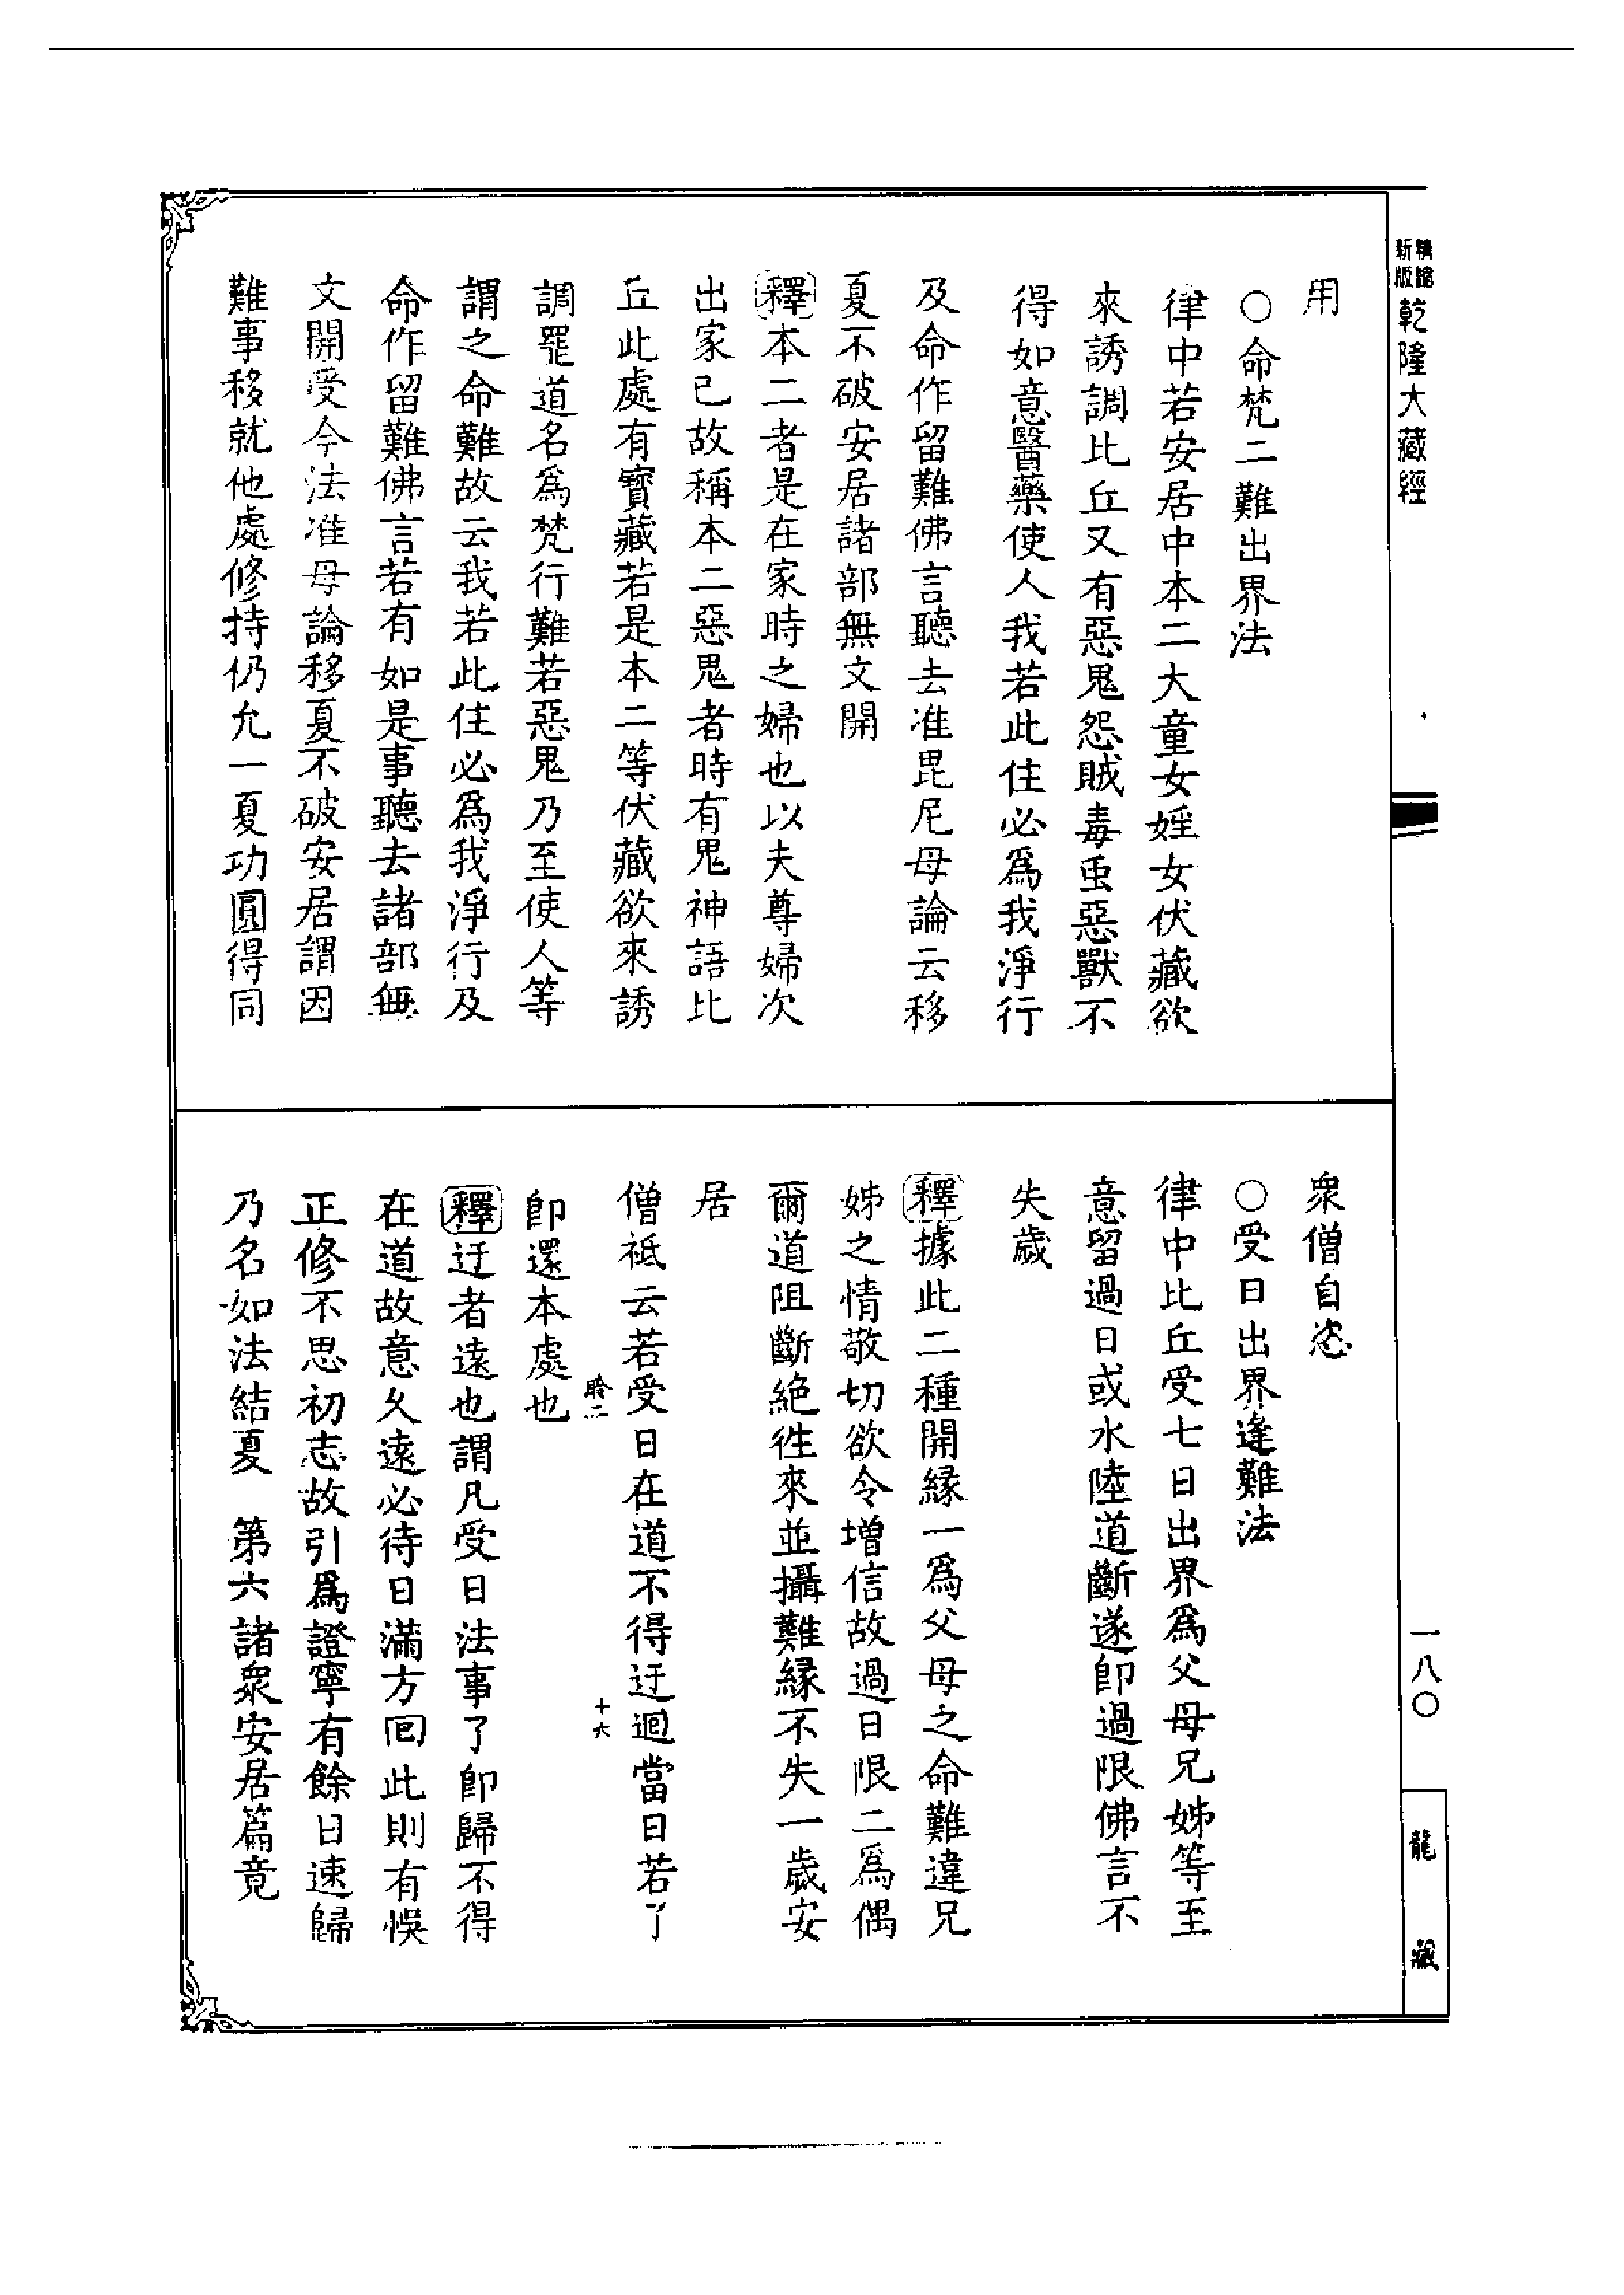 新版 精縮 乾隆大藏經
用
○命梵二難出界法
律中若安居中本二大童女婬女伏藏欲
來誘調比丘又有惡鬼怨賊毒虫惡獸不
得如意醫藥使人我若此住必爲我淨行
及命作留難佛言聽去准毘尼母論云移
夏不破安居諸部無文開
釋本二者是在家時之婦也以夫尊婦次
出家已故稱本二惡鬼者時有鬼神語比
丘此處有寳藏若是本二等伏藏欲來誘
調罷道名爲梵行難若惡鬼乃至使人等
謂之命難故云我若此住必爲我淨行及
命作留難佛言若有如是事聽去諸部無
文開受今法准母論移夏不破安居謂因
難事移就他處修持仍允一夏功圓得同
衆僧自恣
○受日出界逢難法
律中比丘受七日出界爲父母兄姊等至
意留過日或水陸道斷遂卽過限佛言不
失歲
釋據此二種開緣一爲父母之命難違兄
姊之情敬切欲令增信故過日限二爲偶
爾道阻斷絕徃來並攝難緣不失一歲安
居
僧祇云若受日在道不得迂迴當日若了
聆二 十六
卽還本處也
釋迂者遠也謂凡受日法事了卽歸不得
在道故意久遠必待日滿方囘此則有悞
正修不思初志故引爲證寧有餘日速歸
乃名如法結夏 第六諸衆安居篇竟
一八〇
龍藏